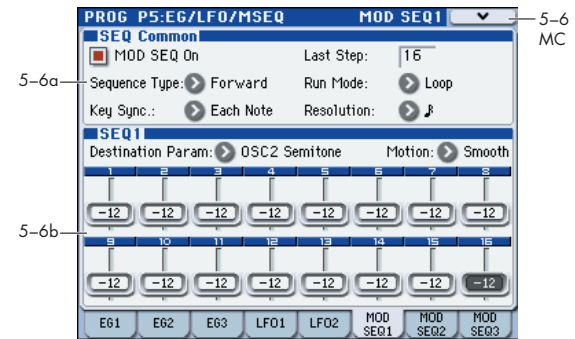 PROG P5:EG/LFO/MSEQ MOD SEQ1
5–6
MC
SEQ Common
MOD SEQ On Last Step: 16
5–6a
Sequence Type: Forward Run Mode: Loop
Key Sync.: Each Note Resolution: ♪
SEQ1
Destination Param: OSC2 Semitone Motion: Smooth
1 2 3 4 5 6 7 8
-12 -12 -12 -12 -12 -12 -12 -12
5–6b
9 10 11 12 13 14 15 16
-12 -12 -12 -12 -12 -12 -12 -12
EG1 EG2 EG3 LFO1 LFO2 MOD SEQ1 MOD SEQ2 MOD SEQ3